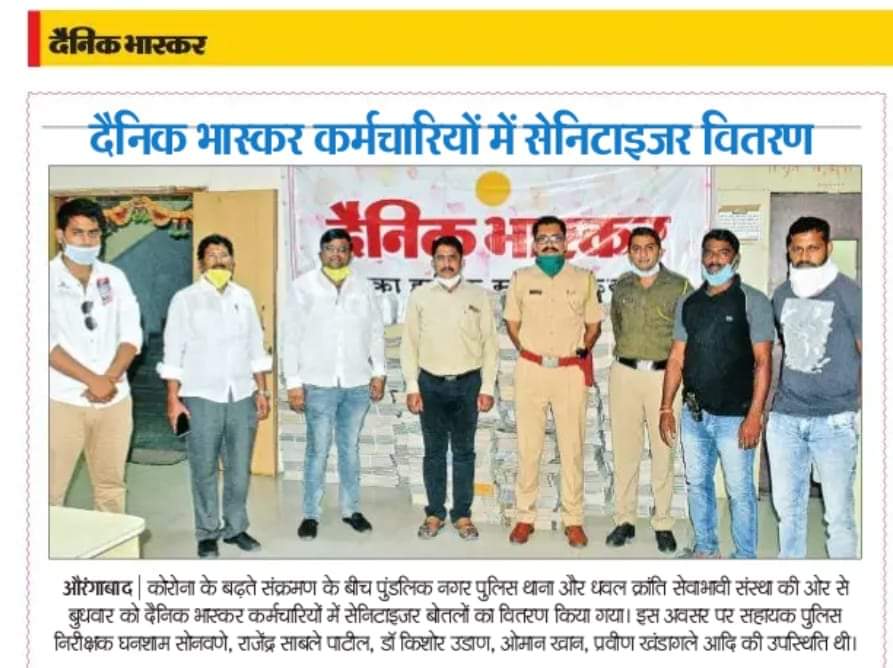 दैनिक भास्कर
दैनिक भास्कर कर्मचारियों में सेनिटाइजर वितरण
दैनिक भास्कर
औरंगाबाद | कोरोना के बढ़ते संक्रमण के बीच पुंडलिक नगर पुलिस थाना और धवल क्रांति सेवाभावी संस्था की ओर से
बुधवार को दैनिक भास्कर कर्मचारियों में सेनिटाइजर बोतलों का वितरण किया गया। इस अवसर पर सहायक पुलिस
निरीक्षक घनशाम सोनवणे, राजेंद्र साबले पाटील, डॉ किशोर उडाण, ओमान खान, प्रवीण खंडागले आदि की उपस्थिति थी।